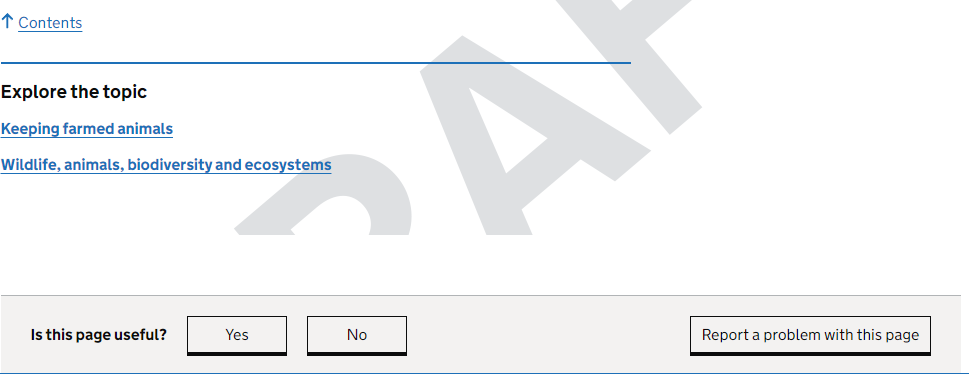 ↑ Contents
Explore the topic
Keeping farmed animals
Wildlife, animals, biodiversity and ecosystems
Is this page useful? Yes No Report a problem with this page